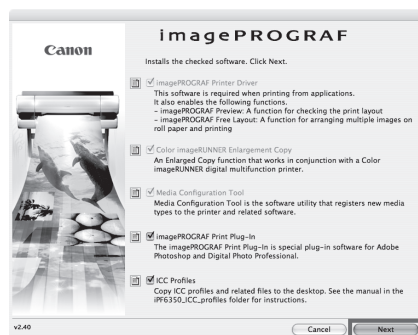 Canon
imagePROGRAF
Installs the checked software. Click Next.
imagePROGRAF Printer Driver
This software is required when printing from applications.
It also enables the following functions.
– imagePROGRAF Preview: A function for checking the print layout
– imagePROGRAF Free Layout: A function for arranging multiple images on
roll paper and printing
Color imageRUNNER Enlargement Copy
An Enlarged Copy function that works in conjunction with a Color
imageRUNNER digital multifunction printer.
Media Configuration Tool
Media Configuration Tool is the software utility that registers new media
types to the printer and related software.
imagePROGRAF Print Plug-In
The imagePROGRAF Print Plug-In is special plug-in software for Adobe
Photoshop and Digital Photo Professional.
ICC Profiles
Copy ICC profiles and related files to the desktop. See the manual in the
iPF6350_ICC_profiles folder for instructions.
v2.40
Cancel
Next